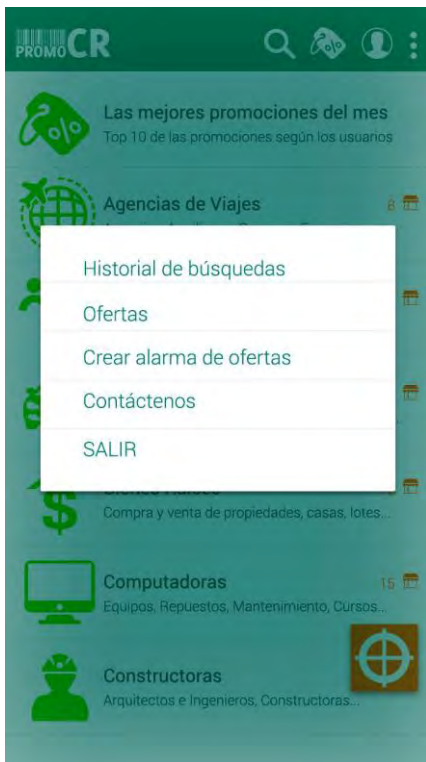 PROMO CR
Las mejores promociones del mes
Top 10 de las promociones según los usuarios
Agencias de Viajes
8
Historial de búsquedas
Ofertas
Crear alarma de ofertas
Contáctenos
SALIR
Compra y venta de propiedades, casas, lotes...
Computadoras
15
Equipos, Repuestos, Mantenimiento, Cursos...
Constructoras
Arquitectos e Ingenieros, Constructoras...